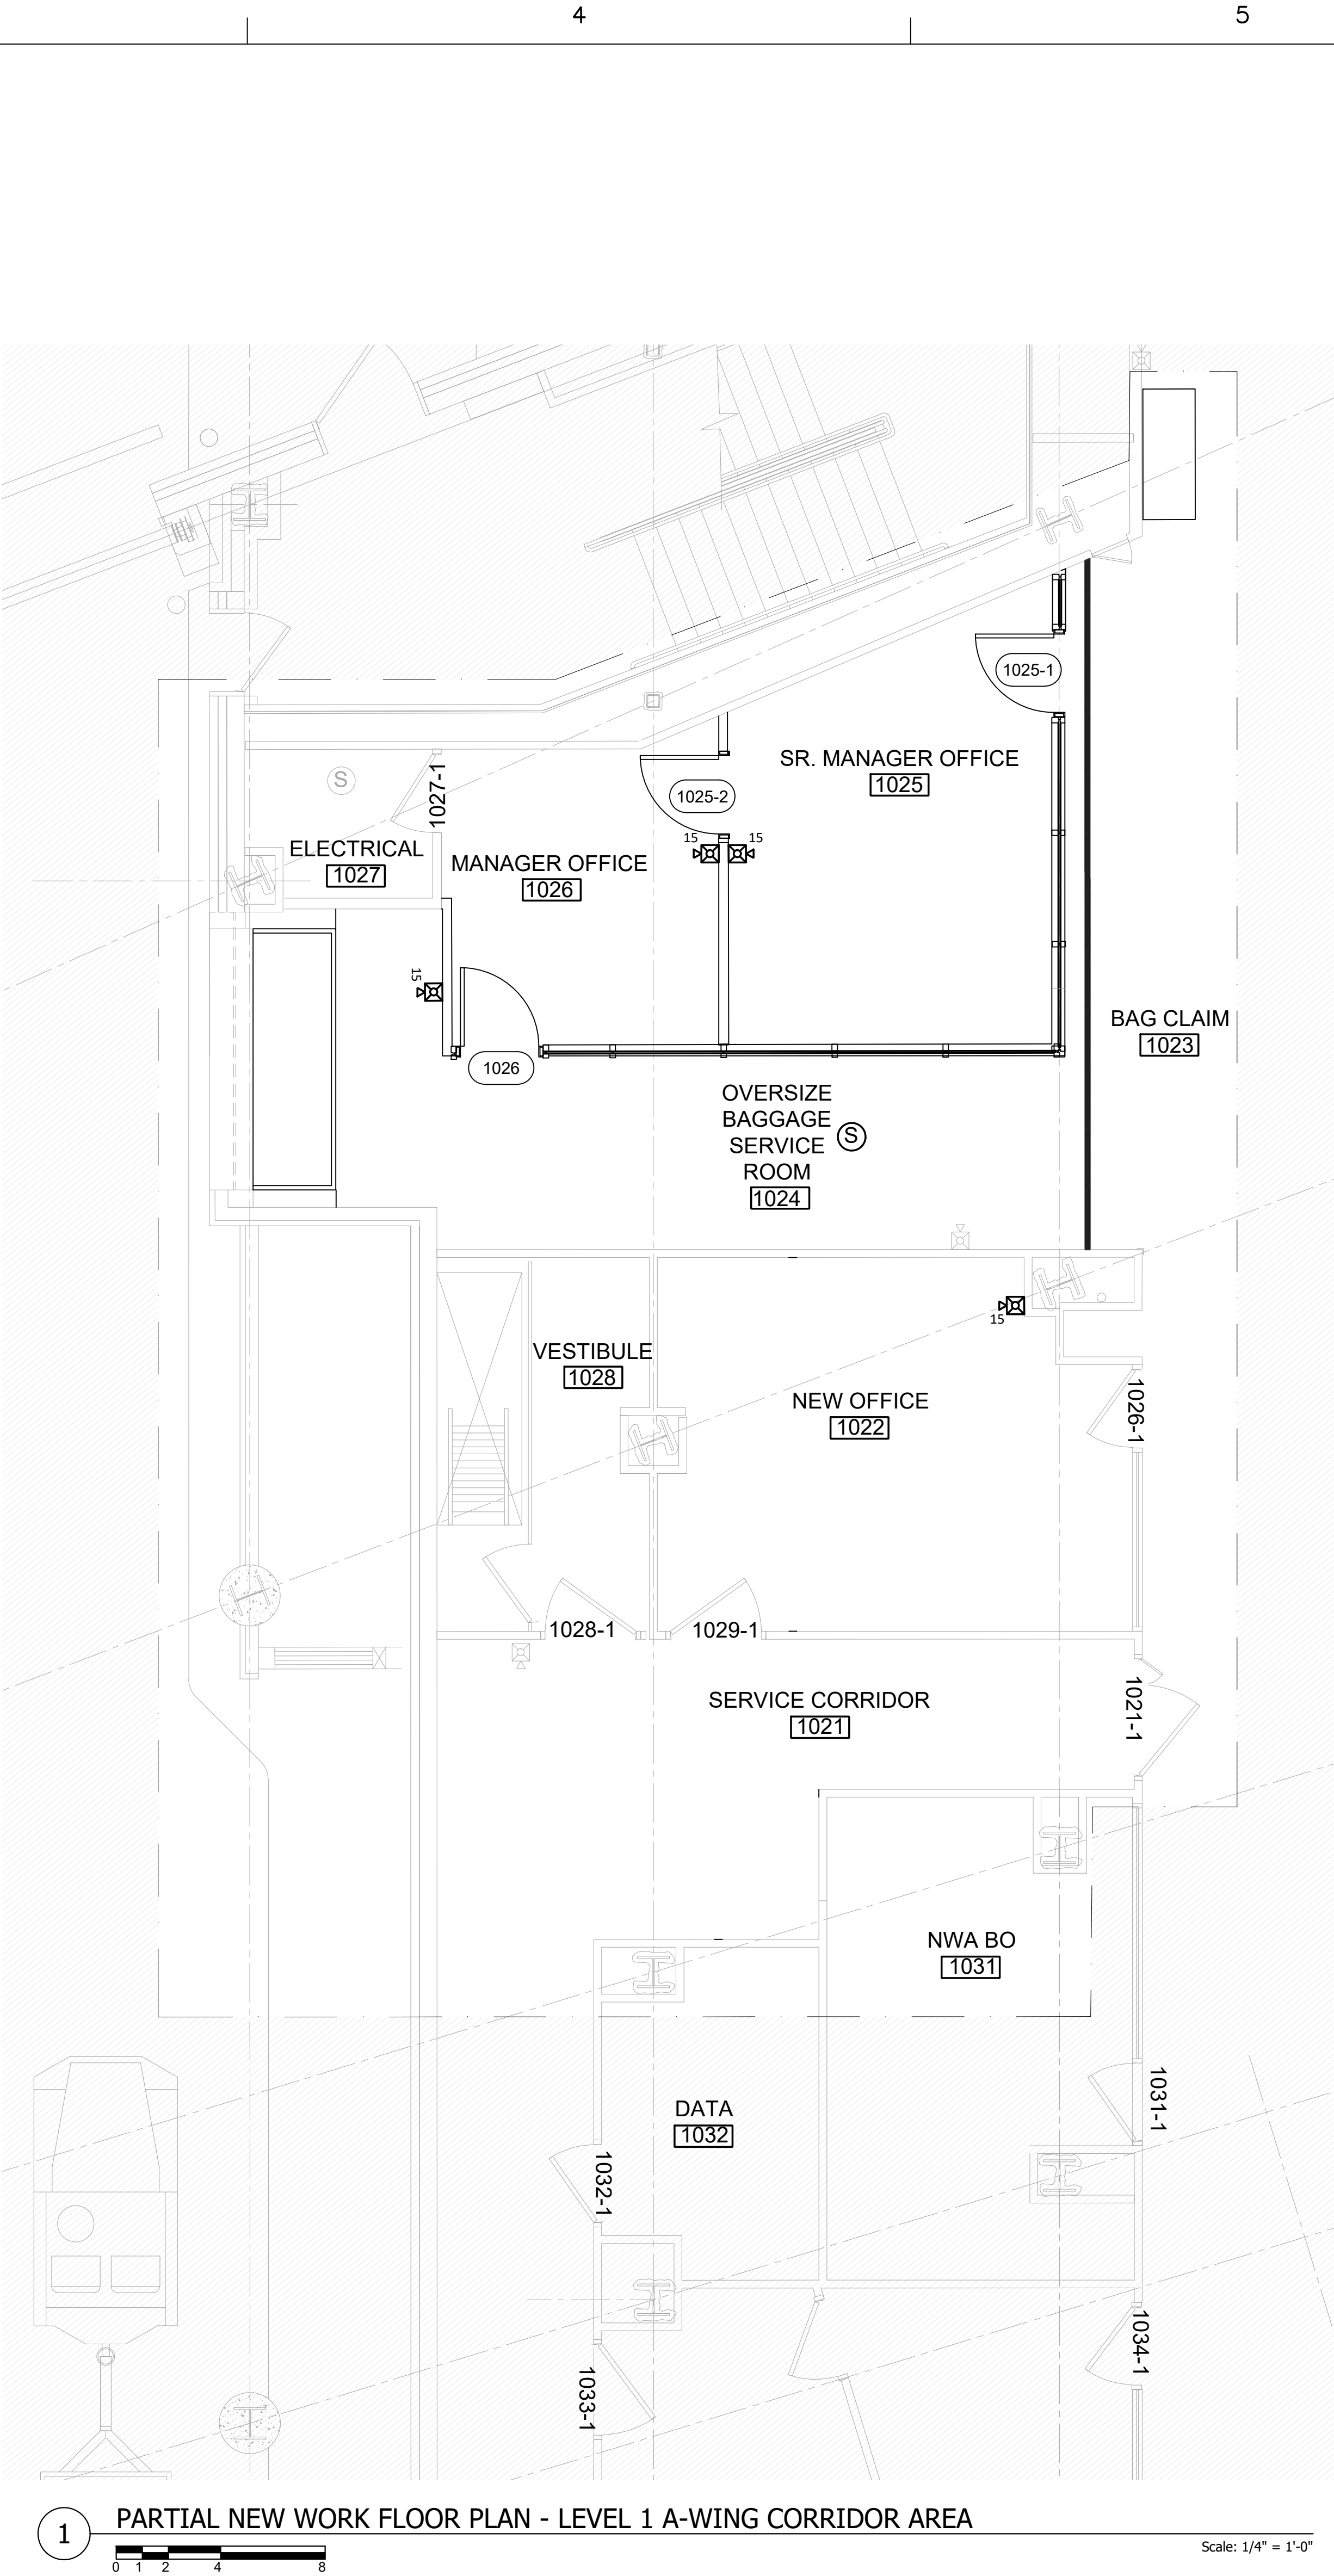 4
5
1025-1
SR. MANAGER OFFICE
1025
1025-2
S
1027-1
15
15
ELECTRICAL
1027
MANAGER OFFICE
1026
15
BAG CLAIM
1023
1026
OVERSIZE
BAGGAGE
SERVICE
ROOM
1024
S
15
VESTIBULE
1028
NEW OFFICE
1022
1026-1
1028-1
1029-1
SERVICE CORRIDOR
1021
1021-1
NWA BO
1031
DATA
1032
1031-1
1032-1
1034-1
1033-1
1
PARTIAL NEW WORK FLOOR PLAN - LEVEL 1 A-WING CORRIDOR AREA
Scale: 1/4" = 1'-0"
0 1 2 4 8